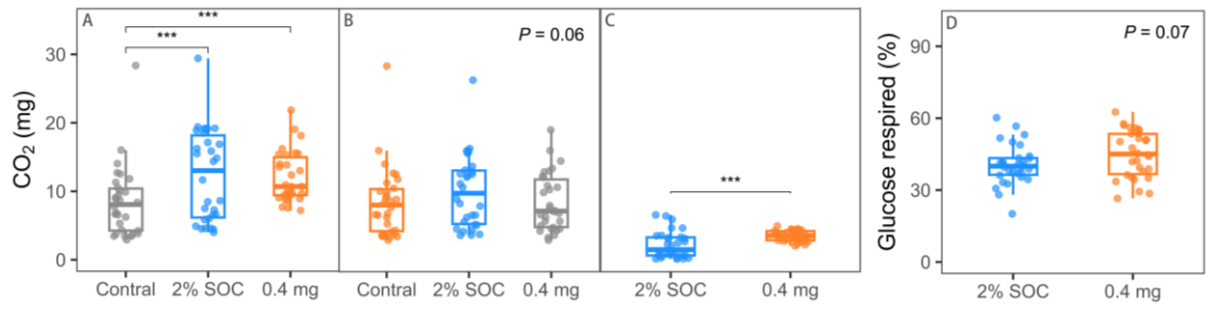 A
***
***
B
P = 0.06
C
***
D
P = 0.07
CO₂ (mg)
30
20
10
0
Glucose respired (%)
90
60
30
0
Contral 2% SOC 0.4 mg
Contral 2% SOC 0.4 mg
2% SOC 0.4 mg
2% SOC 0.4 mg